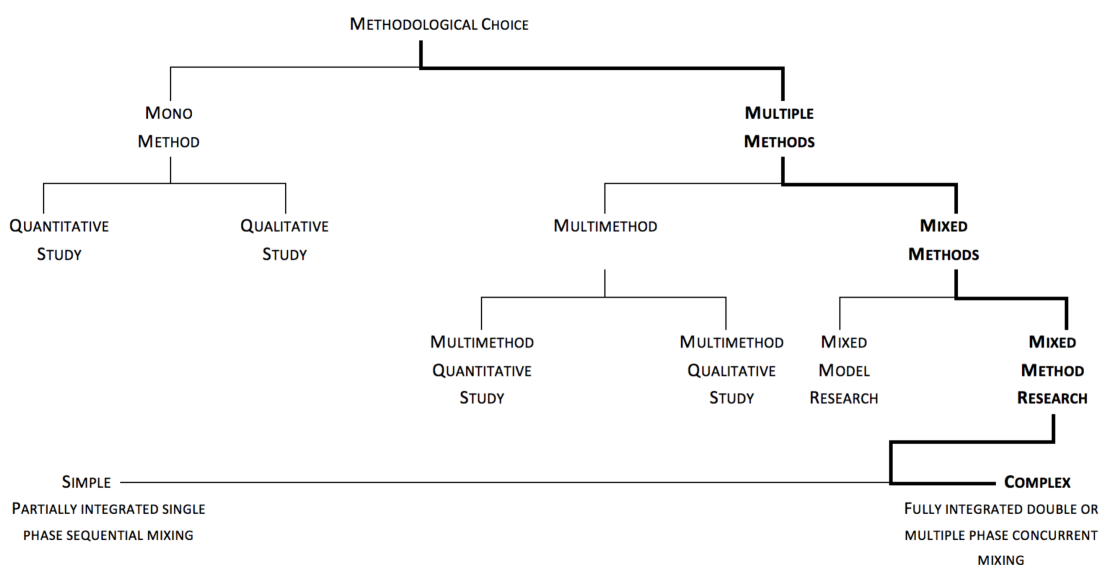 METHODOLOGICAL CHOICE
MONO
METHOD
MULTIPLE
METHODS
QUANTITATIVE
STUDY
QUALITATIVE
STUDY
MULTIMETHOD
MIXED
METHODS
MULTIMETHOD
QUANTITATIVE
STUDY
MULTIMETHOD
QUALITATIVE
STUDY
MIXED
MODEL
RESEARCH
MIXED
METHOD
RESEARCH
SIMPLE
PARTIALLY INTEGRATED SINGLE
PHASE SEQUENTIAL MIXING
COMPLEX
FULLY INTEGRATED DOUBLE OR
MULTIPLE PHASE CONCURRENT
MIXING